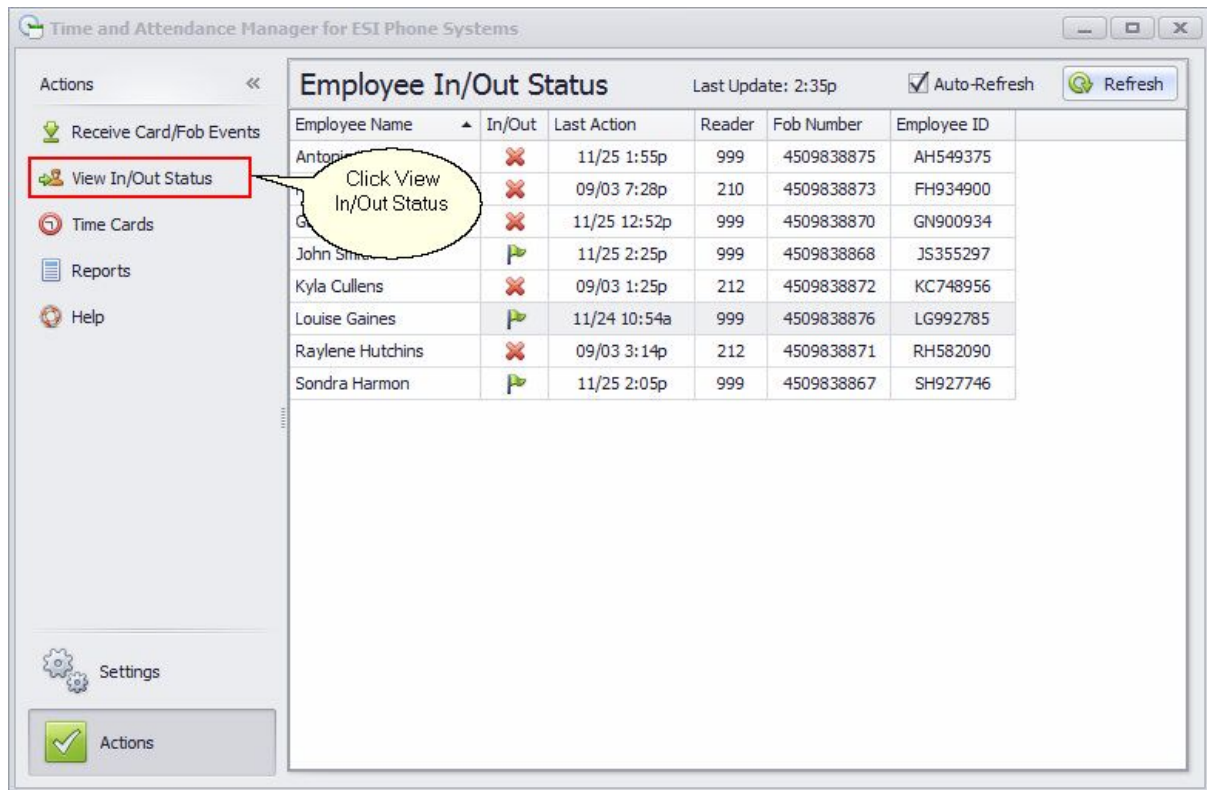 Time and Attendance Manager for ESI Phone Systems
Actions
Receive Card/Fob Events
View In/Out Status
Time Cards
Reports
Help
Settings
Actions
Employee In/Out Status Last Update: 2:35p Auto-Refresh Refresh
Employee Name In/Out Last Action Reader Fob Number Employee ID
11/25 1:55p 999 4509838875 AH549375
09/03 7:28p 210 4509838873 FH934900
11/25 12:52p 999 4509838870 GN900934
John 11/25 2:25p 999 4509838868 JS355297
Kyla Cullens 09/03 1:25p 212 4509838872 KC748956
Louise Gaines 11/24 10:54a 999 4509838876 LG992785
Raylene Hutchins 09/03 3:14p 212 4509838871 RH582090
Sondra Harmon 11/25 2:05p 999 4509838867 SH927746
Click View
In/Out Status